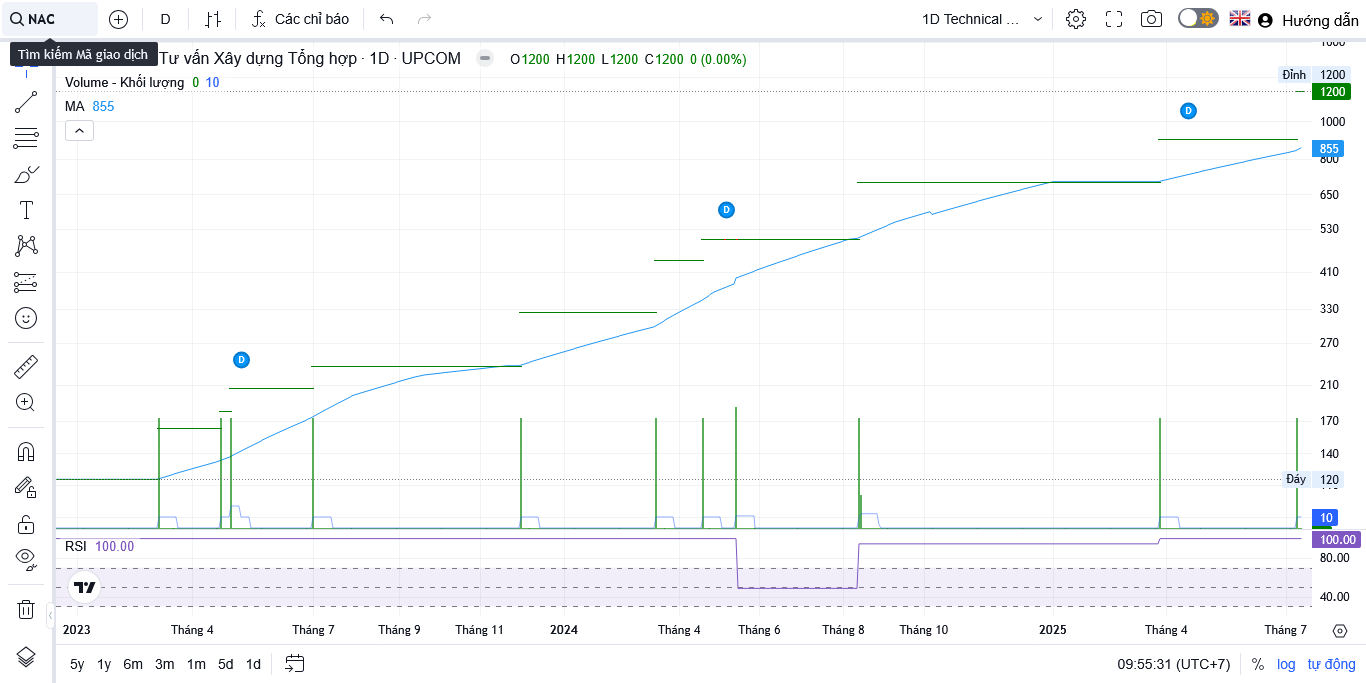 NAC
D
Các chỉ báo
1D Technical ...
Hướng dẫn
Tìm kiếm Mã giao dịch
Tư vấn Xây dựng Tổng hợp · 1D · UPCOM
O1200 H1200 L1200 C1200 0 (0.00%)
Volume - Khối lượng 0 10
MA 855
Đỉnh 1200
1200
1000
855
800
650
530
410
330
270
210
170
140
Đáy 120
10
D
D
D
RSI 100.00
100.00
80.00
40.00
2023 Tháng 4 Tháng 7 Tháng 9 Tháng 11 2024 Tháng 4 Tháng 6 Tháng 8 Tháng 10 2025 Tháng 4 Tháng 7
5y 1y 6m 3m 1m 5d 1d
09:55:31 (UTC+7) % log tự động